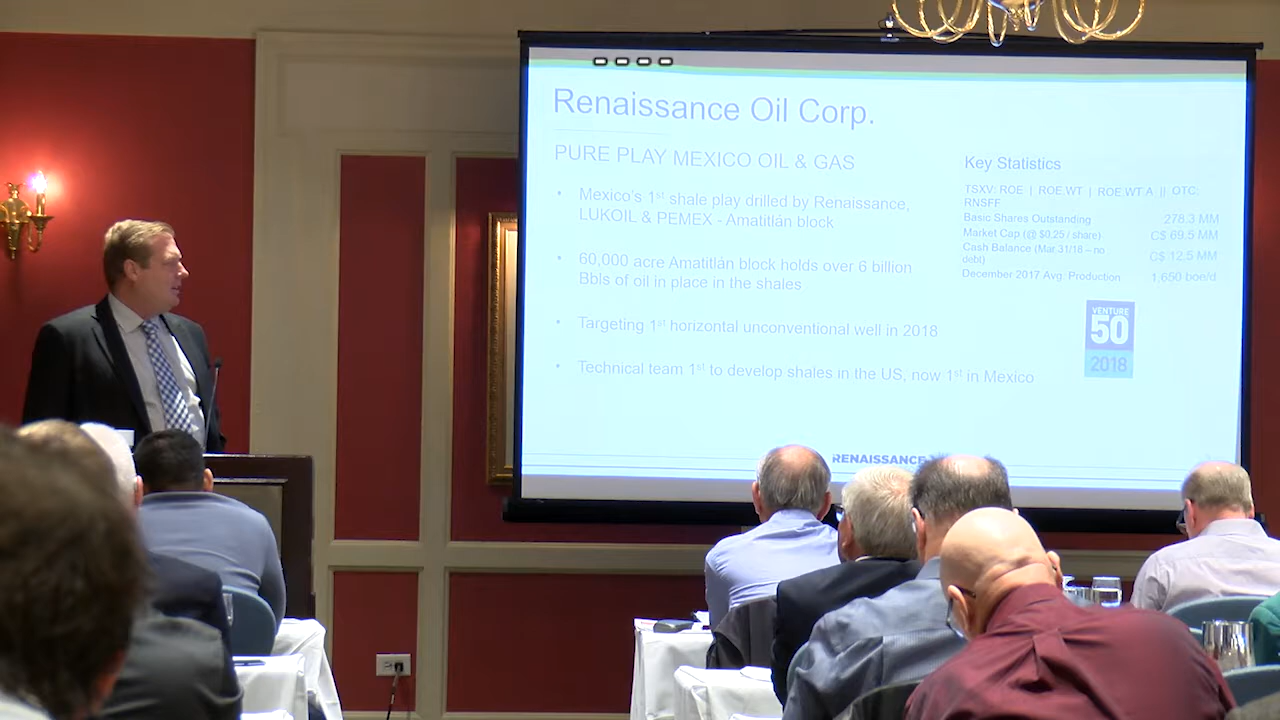 Renaissance Oil Corp.
PURE PLAY MEXICO OIL & GAS
• Mexico's 1st shale play drilled by Renaissance,
LUKOIL & PEMEX - Amatitlán block
• 60,000 acre Amatitlán block holds over 6 billion
Bbls of oil in place in the shales
• Targeting 1st horizontal unconventional well in 2018
• Technical team 1st to develop shales in the US, now 1st in Mexico
Key Statistics
TSXV: ROE | ROE.WT | ROE.WT.A || OTC:
RNSFF
Basic Shares Outstanding 278.3 MM
Market Cap (@ $0.25 / share) C$ 69.5 MM
Cash Balance (Mar 31/18 – no
debt) C$ 12.5 MM
December 2017 Avg. Production 1,650 boe/d
VENTURE
50
2018
RENAISSANCE